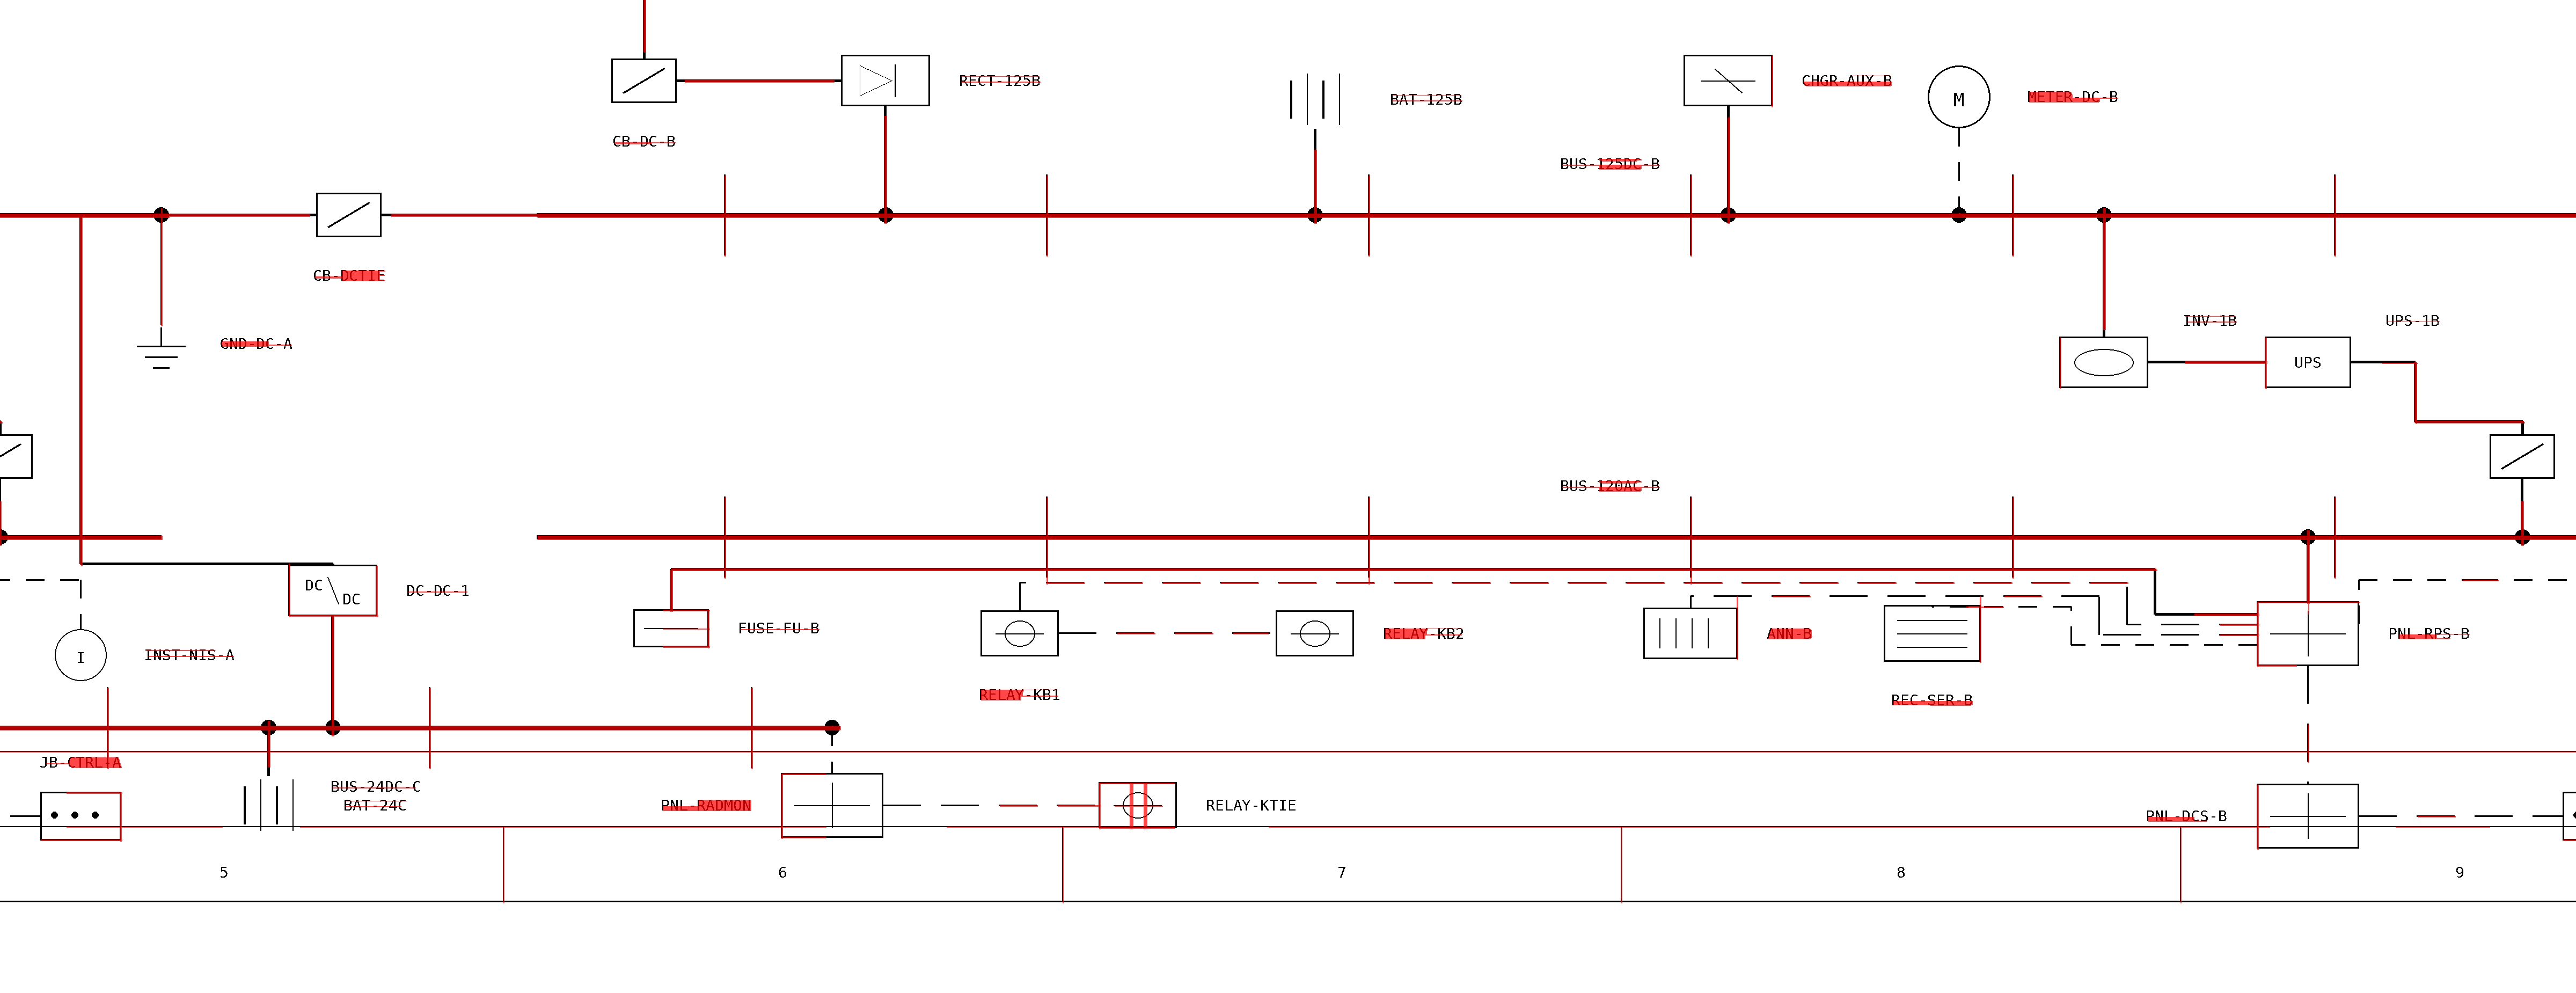 RECT-125B
CHGR-AUX-B
M
METER-DC-B
BAT-125B
CB-DC-B
BUS-125DC-B
CB-DCTIE
INV-1B
UPS-1B
GND-DC-A
UPS
BUS-120AC-B
DC
DC
DC-DC-1
FUSE-FU-B
RELAY-KB2
ANN-B
PNL-RPS-B
I
INST-NIS-A
RELAY-KB1
REC-SER-B
JB-CTRL-A
BUS-24DC-C
BAT-24C
PNL-RADMON
RELAY-KTIE
PNL-DCS-B
5
6
7
8
9